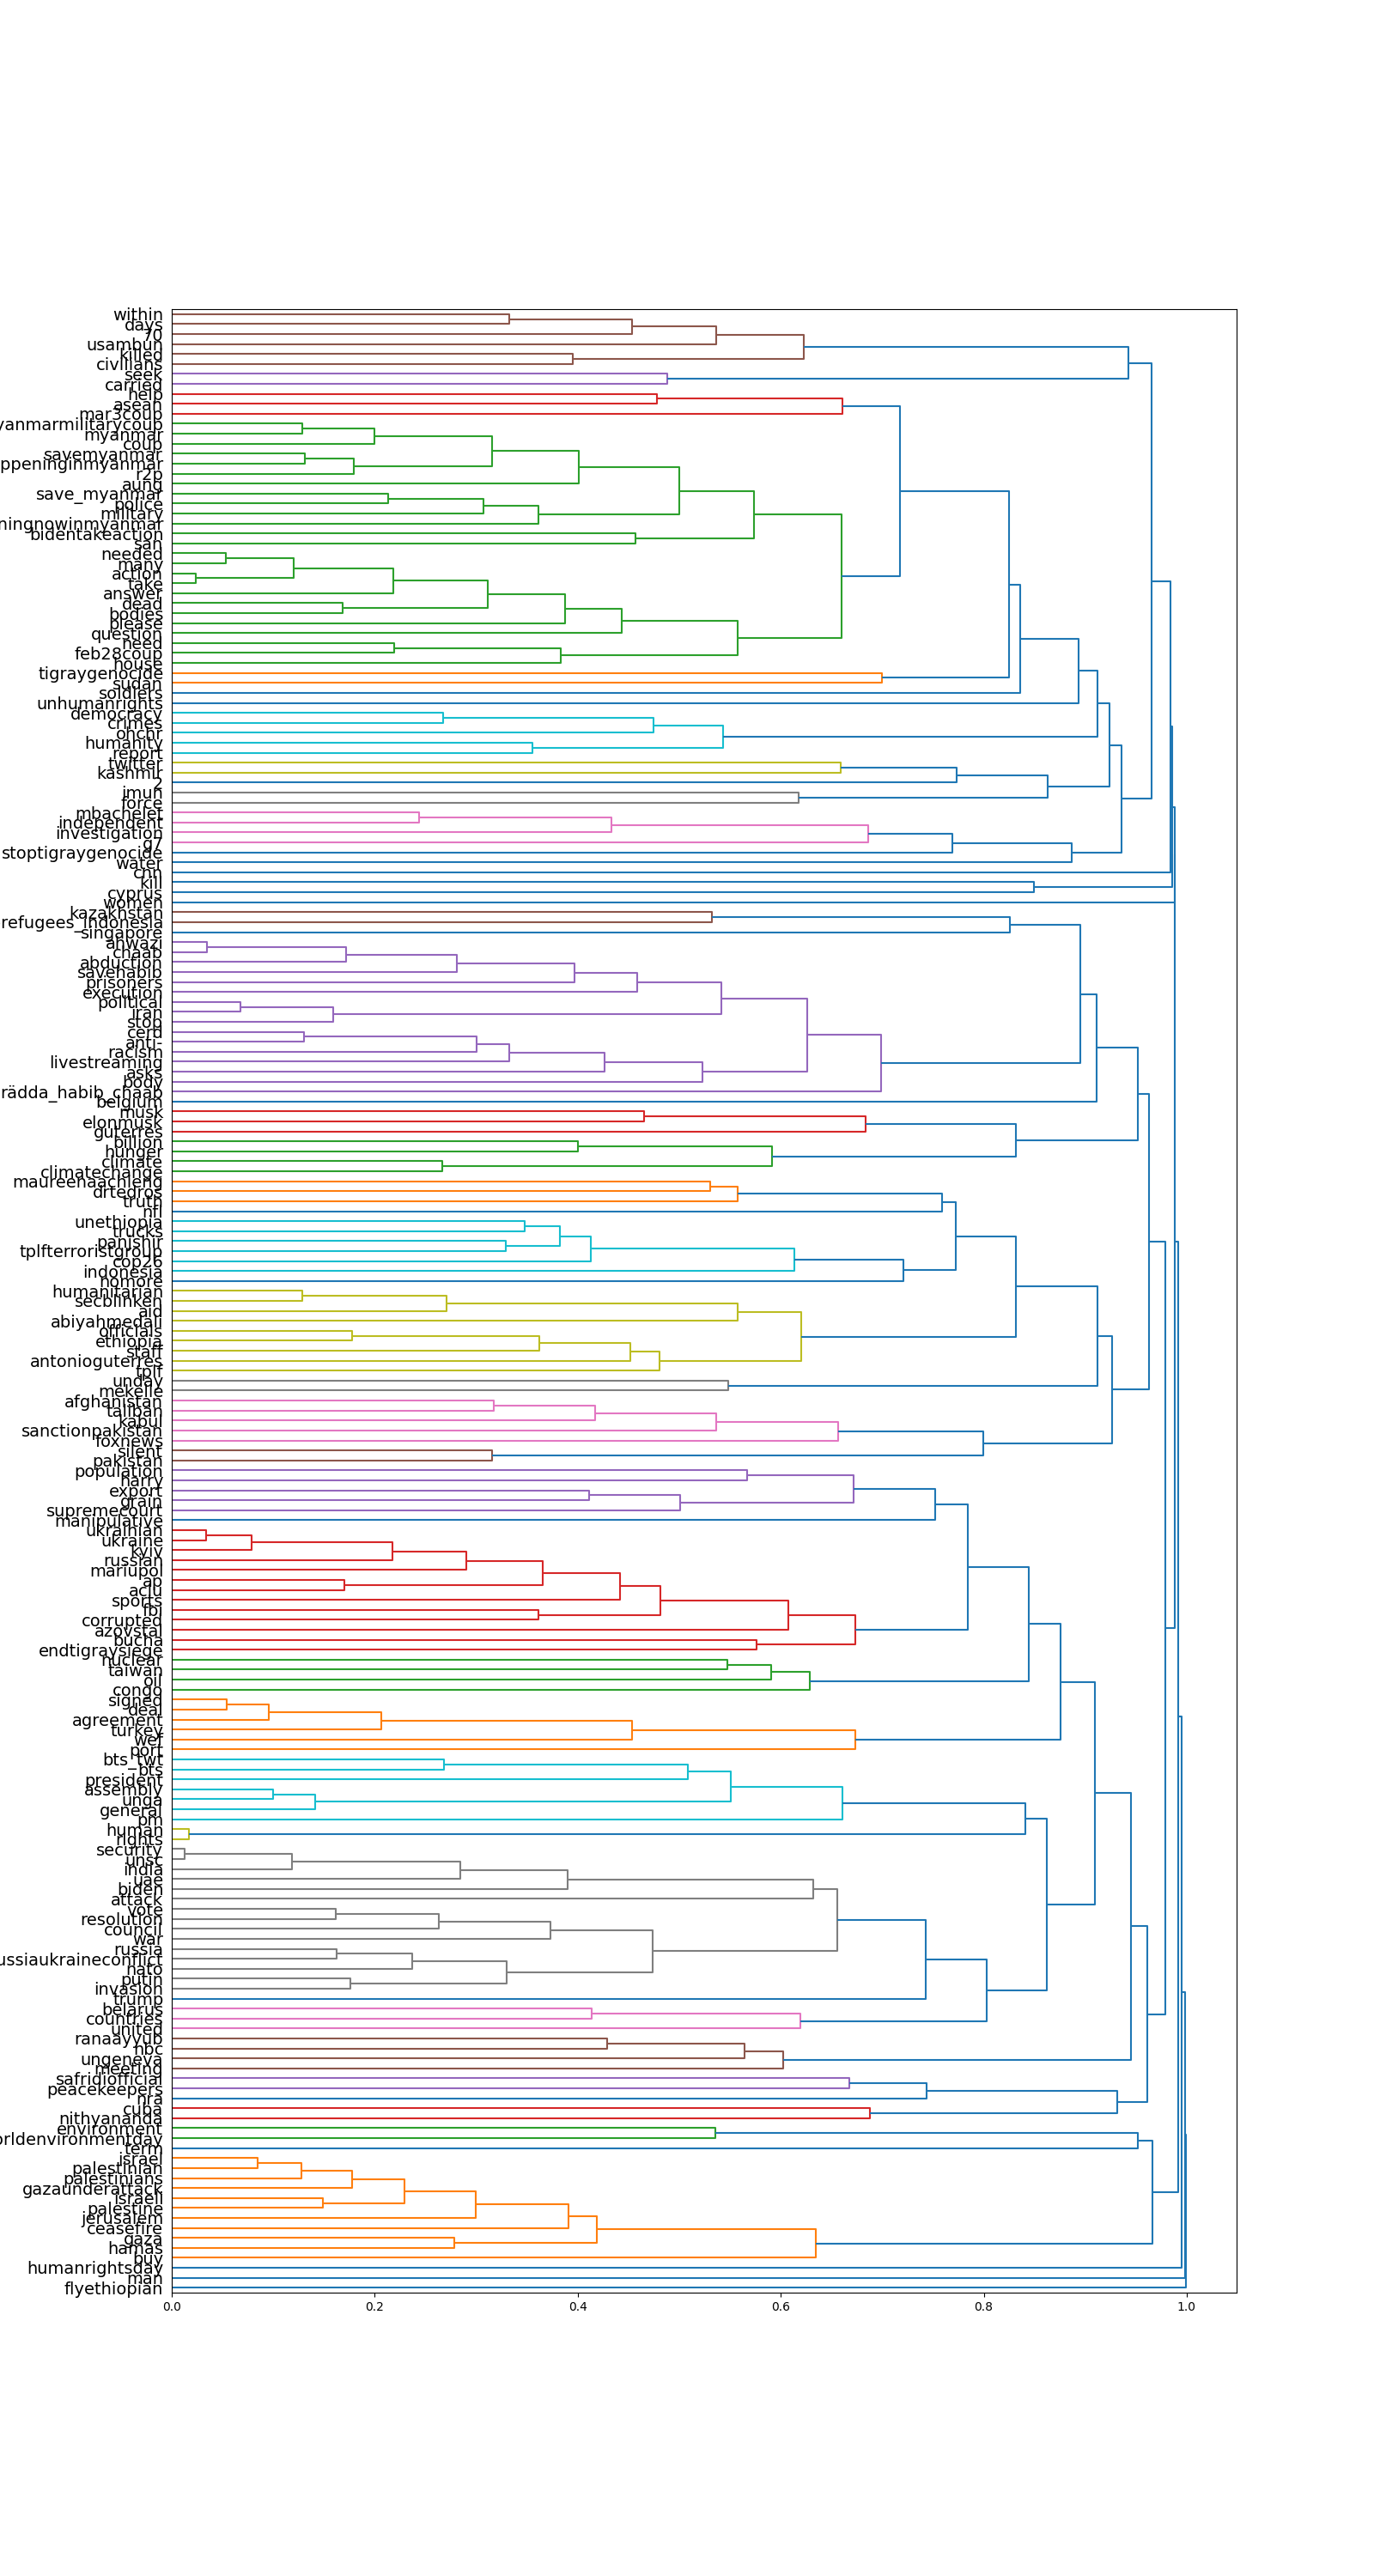 within
days
70
usambun
killed
civilians
seek
carried
help
asean
mar3coup
yanmarmilitarycoup
myanmar
coup
savemyanmar
ppeninginmyanmar
r2p
aung
save_myanmar
police
military
ningnowinmyanmar
bidentakeaction
san
needed
many
action
take
answer
dead
bodies
please
question
need
feb28coup
house
tigraygenocide
sudan
soldiers
unhumanrights
democracy
crimes
ohchr
humanity
report
twitter
kashmir
2
imun
force
mbachelet
independent
investigation
g7
stoptigraygenocide
water
cnn
kill
cyprus
women
kazakhstan
refugees_indonesia
singapore
ahwazi
chaab
abduction
savehabib
prisoners
execution
political
iran
stop
cerd
anti-
racism
livestreaming
asks
body
rädda_habib_chaab
belgium
musk
elonmusk
guterres
billion
hunger
climate
climatechange
maureenaachieng
drtedros
truth
nfl
unethiopia
trucks
panjshir
tplfterroristgroup
cop26
indonesia
nomore
humanitarian
secblinken
aid
abiyahmedali
officials
ethiopia
staff
antonioguterres
tplf
unday
mekelle
afghanistan
taliban
kabul
sanctionpakistan
foxnews
silent
pakistan
population
harry
export
grain
supremecourt
manipulative
ukrainian
ukraine
kyiv
russian
mariupol
ap
aclu
sports
fbi
corrupted
azovstal
bucha
endtigraysiege
nuclear
taiwan
oil
congo
signed
deal
agreement
turkey
wef
port
bts_twt
bts
president
assembly
unga
general
pm
human
rights
security
unsc
india
uae
biden
attack
vote
resolution
council
war
russia
ussiaukraineconflict
nato
putin
invasion
trump
belarus
countries
united
ranaayyub
nbc
ungeneva
meeting
safridiofficial
peacekeepers
nra
cuba
nithyananda
environment
orldenvironmentday
term
israel
palestinian
palestinians
gazaunderattack
israeli
palestine
jerusalem
ceasefire
gaza
hamas
buy
humanrightsday
man
flyethiopian
0.0 0.2 0.4 0.6 0.8 1.0